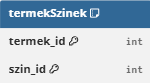 termekSzinek
termek_id int
szin_id int